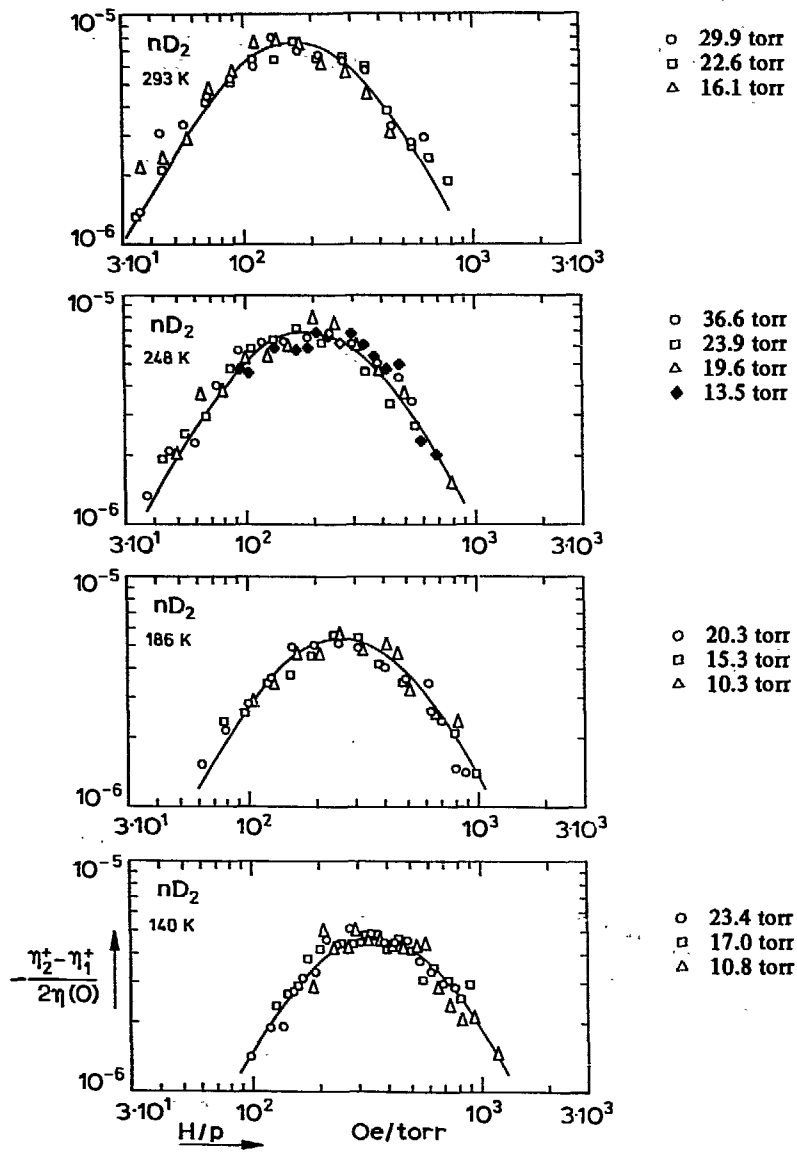 10⁻⁵
nD₂
293 K
10⁻⁶
3·10¹ 10² 10³ 3·10³
○ 29.9 torr
□ 22.6 torr
△ 16.1 torr
10⁻⁵
nD₂
248 K
10⁻⁶
3·10¹ 10² 10³ 3·10³
○ 36.6 torr
□ 23.9 torr
△ 19.6 torr
◆ 13.5 torr
10⁻⁵
nD₂
186 K
10⁻⁶
3·10¹ 10² 10³ 3·10³
○ 20.3 torr
□ 15.3 torr
△ 10.3 torr
10⁻⁵
nD₂
140 K
−(η₂⁺−η₁⁺)/2η(0)
10⁻⁶
3·10¹ 10² 10³ 3·10³
H/p Oe/torr
○ 23.4 torr
□ 17.0 torr
△ 10.8 torr